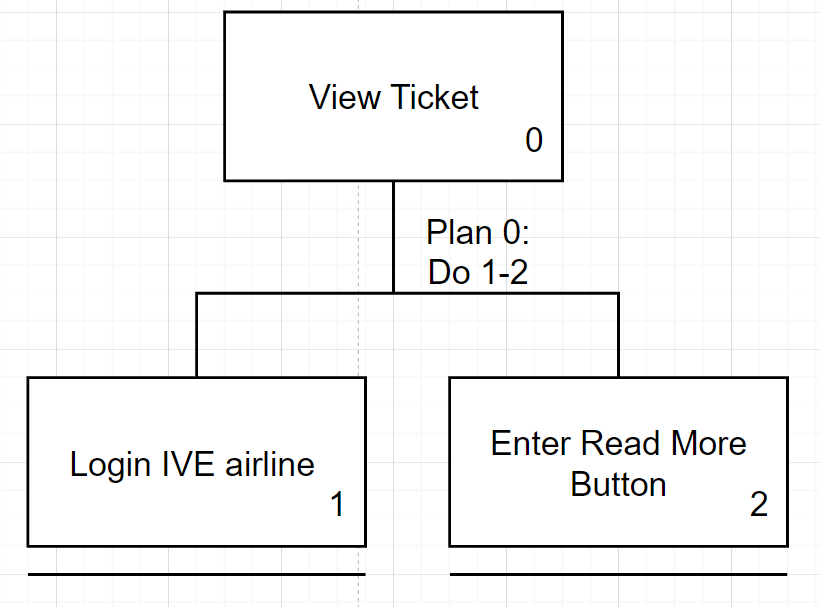 View Ticket
0
Plan 0:
Do 1-2
Login IVE airline
1
Enter Read More
Button
2